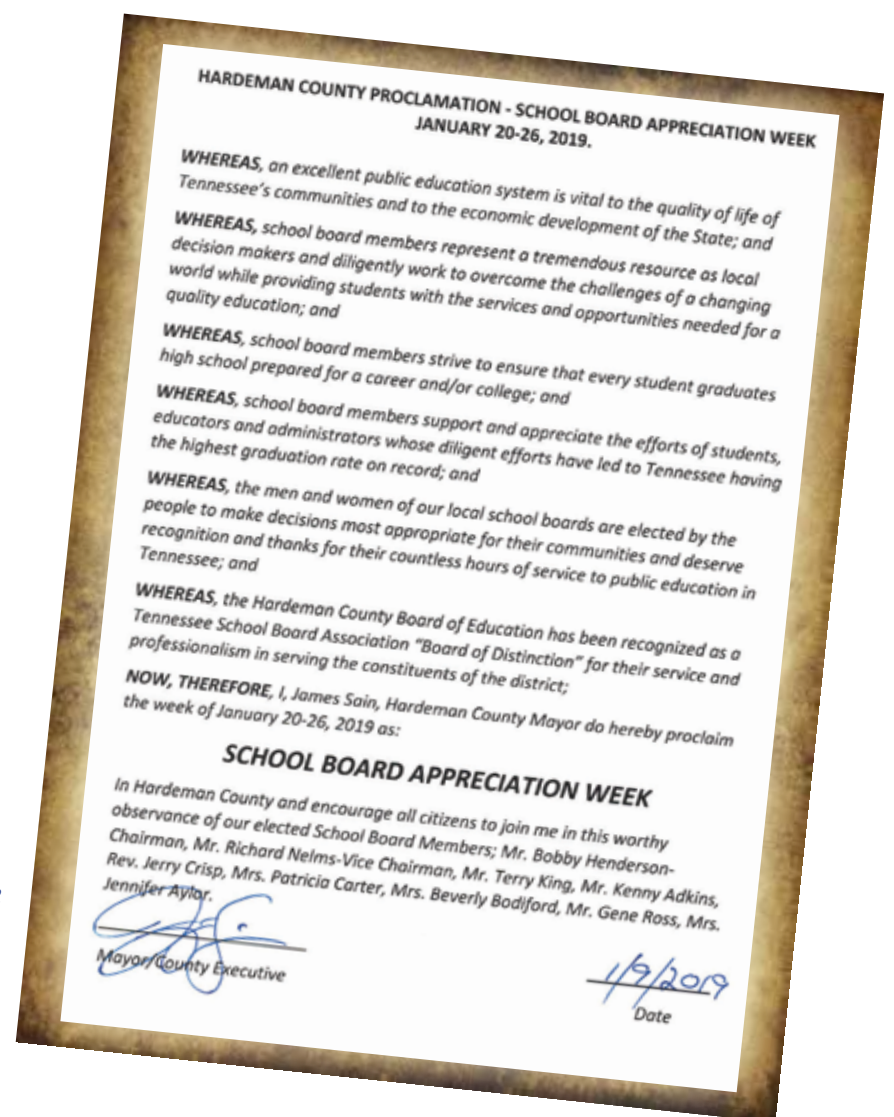 HARDEMAN COUNTY PROCLAMATION - SCHOOL BOARD APPRECIATION WEEK
JANUARY 20-26, 2019.
WHEREAS, an excellent public education system is vital to the quality of life of
Tennessee's communities and to the economic development of the State; and
WHEREAS, school board members represent a tremendous resource as local
decision makers and diligently work to overcome the challenges of a changing
world while providing students with the services and opportunities needed for a
quality education; and
WHEREAS, school board members strive to ensure that every student graduates
high school prepared for a career and/or college; and
WHEREAS, school board members support and appreciate the efforts of students,
educators and administrators whose diligent efforts have led to Tennessee having
the highest graduation rate on record; and
WHEREAS, the men and women of our local school boards are elected by the
people to make decisions most appropriate for their communities and deserve
recognition and thanks for their countless hours of service to public education in
Tennessee; and
WHEREAS, the Hardeman County Board of Education has been recognized as a
Tennessee School Board Association "Board of Distinction" for their service and
professionalism in serving the constituents of the district;
NOW, THEREFORE, I, James Sain, Hardeman County Mayor do hereby proclaim
the week of January 20-26, 2019 as:
SCHOOL BOARD APPRECIATION WEEK
In Hardeman County and encourage all citizens to join me in this worthy
observance of our elected School Board Members; Mr. Bobby Henderson-
Chairman, Mr. Richard Nelms-Vice Chairman, Mr. Terry King, Mr. Kenny Adkins,
Rev. Jerry Crisp, Mrs. Patricia Carter, Mrs. Beverly Bodiford, Mr. Gene Ross, Mrs.
Jennifer Aylor.
Mayor/County Executive
1/9/2019
Date